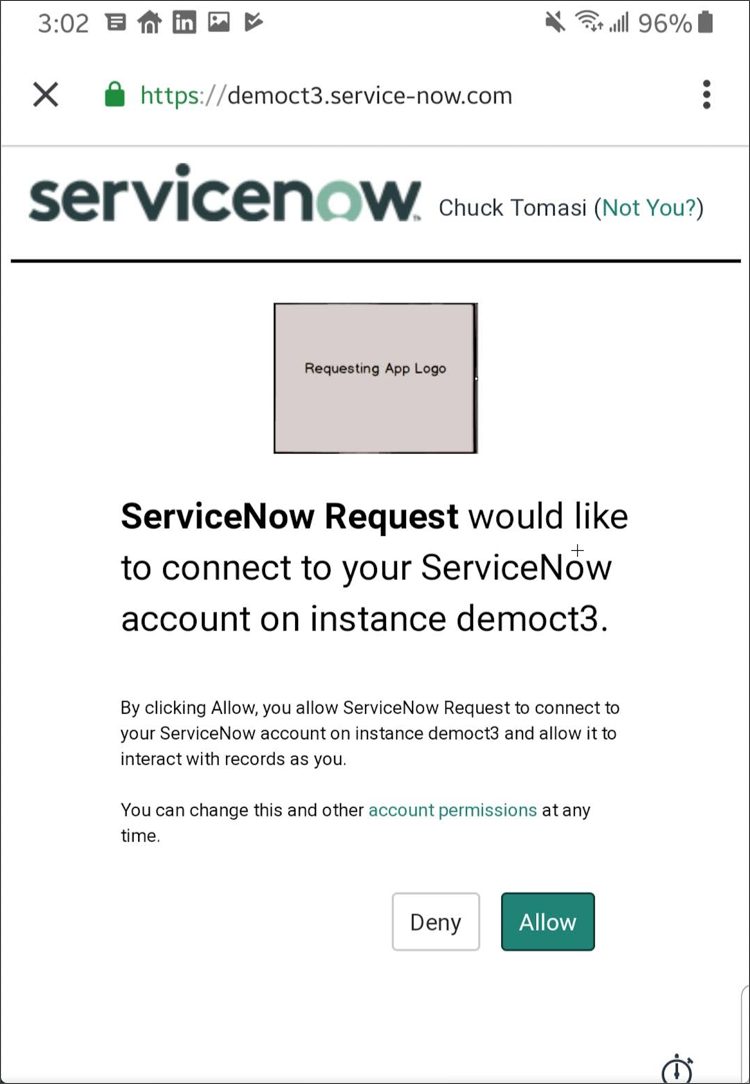 3:02 96%
https://democt3.service-now.com
servicenow Chuck Tomasi (Not You?)
Requesting App Logo
ServiceNow Request would like
to connect to your ServiceNow
account on instance democt3.
By clicking Allow, you allow ServiceNow Request to connect to
your ServiceNow account on instance democt3 and allow it to
interact with records as you.
You can change this and other account permissions at any
time.
Deny Allow